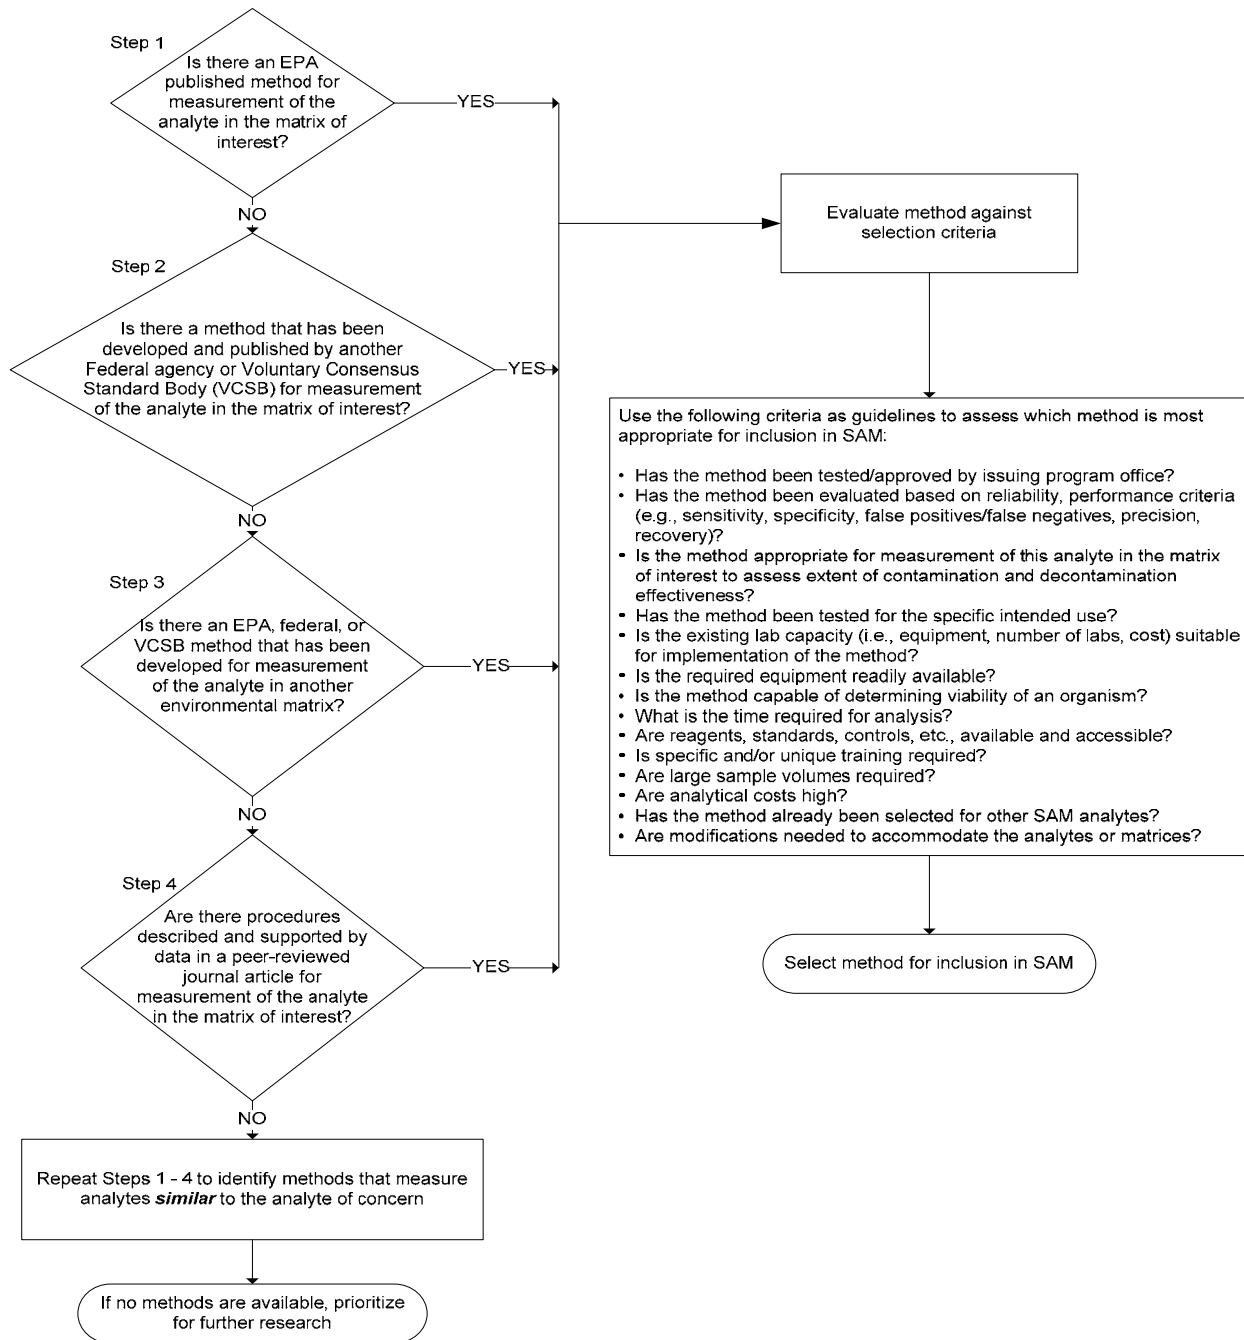 Step 1
Is there an EPA
published method for
measurement of the
analyte in the matrix of
interest?
YES
NO
Step 2
Is there a method that has been
developed and published by another
Federal agency or Voluntary Consensus
Standard Body (VCSB) for measurement
of the analyte in the matrix of interest?
YES
NO
Step 3
Is there an EPA, federal, or
VCSB method that has been
developed for measurement
of the analyte in another
environmental matrix?
YES
NO
Step 4
Are there procedures
described and supported by
data in a peer-reviewed
journal article for
measurement of the analyte
in the matrix of interest?
YES
NO
Repeat Steps 1 - 4 to identify methods that measure
analytes similar to the analyte of concern
If no methods are available, prioritize
for further research
Evaluate method against
selection criteria
Use the following criteria as guidelines to assess which method is most
appropriate for inclusion in SAM:
• Has the method been tested/approved by issuing program office?
• Has the method been evaluated based on reliability, performance criteria
(e.g., sensitivity, specificity, false positives/false negatives, precision,
recovery)?
• Is the method appropriate for measurement of this analyte in the matrix
of interest to assess extent of contamination and decontamination
effectiveness?
• Has the method been tested for the specific intended use?
• Is the existing lab capacity (i.e., equipment, number of labs, cost) suitable
for implementation of the method?
• Is the required equipment readily available?
• Is the method capable of determining viability of an organism?
• What is the time required for analysis?
• Are reagents, standards, controls, etc., available and accessible?
• Is specific and/or unique training required?
• Are large sample volumes required?
• Are analytical costs high?
• Has the method already been selected for other SAM analytes?
• Are modifications needed to accommodate the analytes or matrices?
Select method for inclusion in SAM